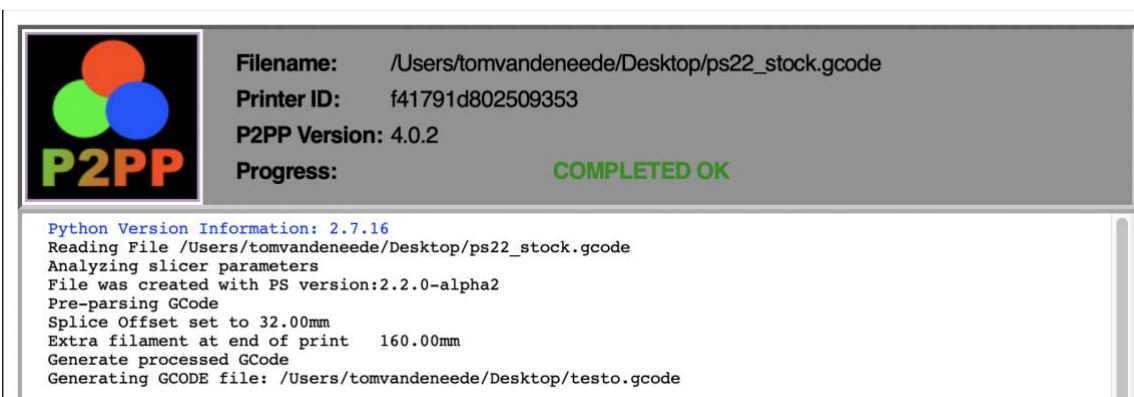 P2PP
Filename: /Users/tomvandeneede/Desktop/ps22_stock.gcode
Printer ID: f41791d802509353
P2PP Version: 4.0.2
Progress: COMPLETED OK
Python Version Information: 2.7.16
Reading File /Users/tomvandeneede/Desktop/ps22_stock.gcode
Analyzing slicer parameters
File was created with PS version:2.2.0-alpha2
Pre-parsing GCode
Splice Offset set to 32.00mm
Extra filament at end of print 160.00mm
Generate processed GCode
Generating GCODE file: /Users/tomvandeneede/Desktop/testo.gcode